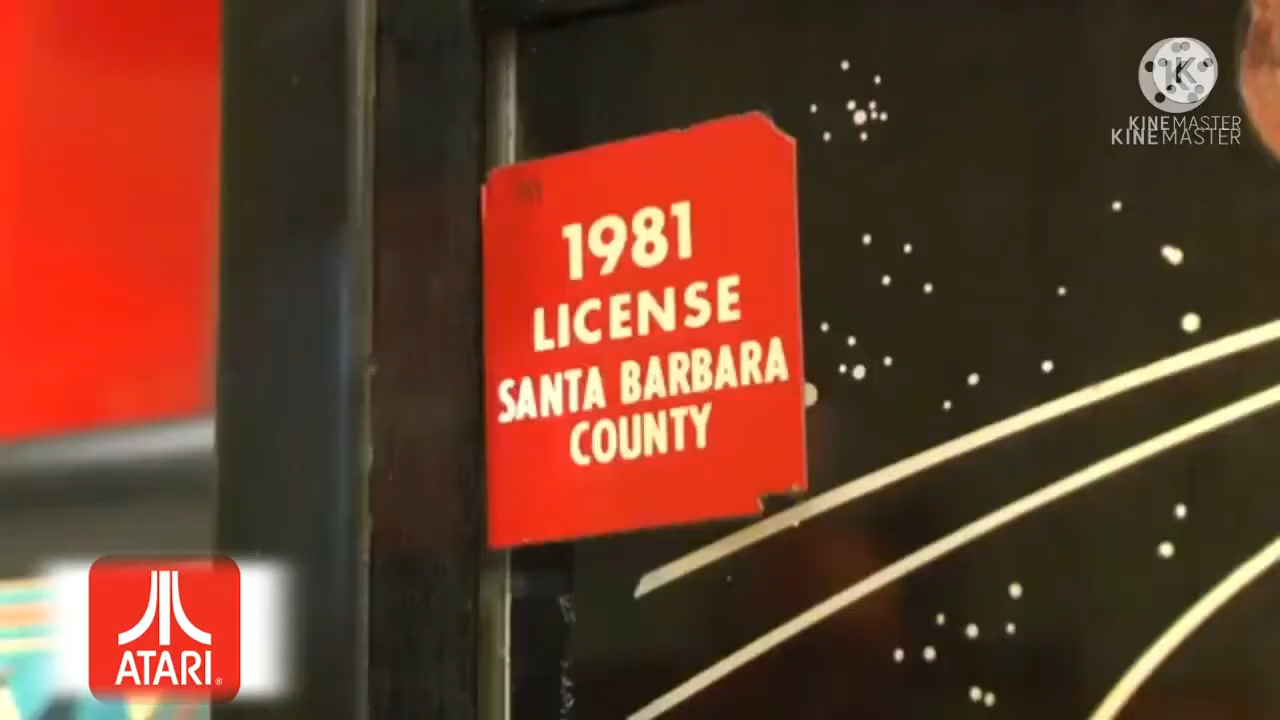 KINEMASTER
KINEMASTER
1981
LICENSE
SANTA BARBARA
COUNTY
ATARI®